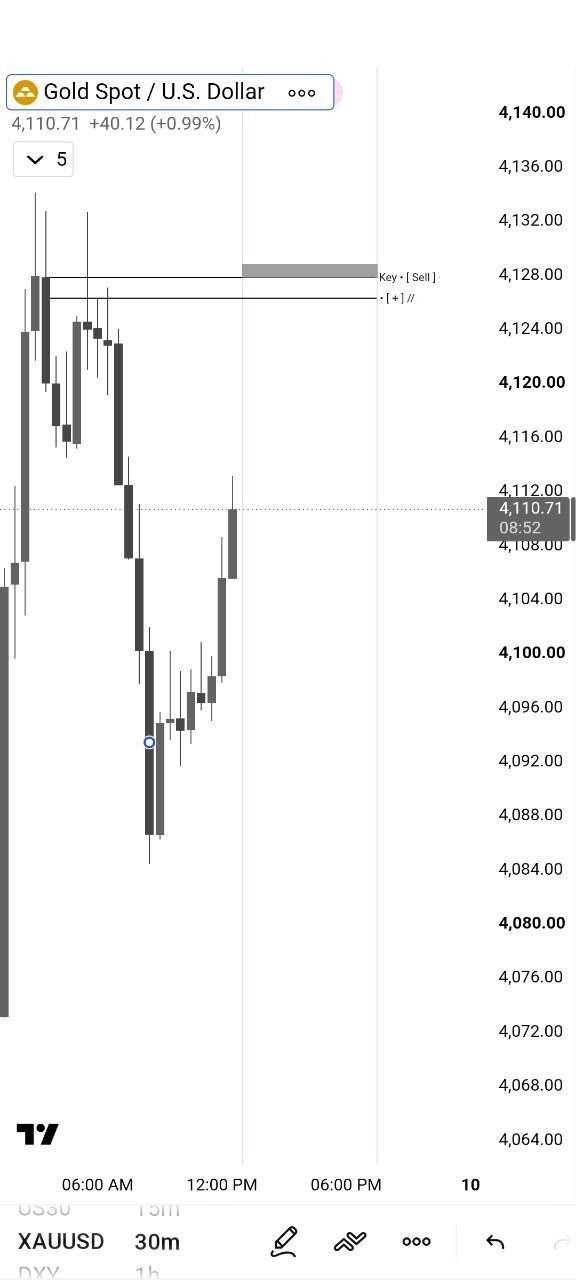 Gold Spot / U.S. Dollar
4,110.71 +40.12 (+0.99%)
5
4,140.00
4,136.00
4,132.00
4,128.00
Key • [ Sell ]
• [ + ] //
4,124.00
4,120.00
4,116.00
4,112.00
4,110.71
08:52
4,108.00
4,104.00
4,100.00
4,096.00
4,092.00
4,088.00
4,084.00
4,080.00
4,076.00
4,072.00
4,068.00
4,064.00
06:00 AM 12:00 PM 06:00 PM 10
US30 15m
XAUUSD 30m
DXY 1h